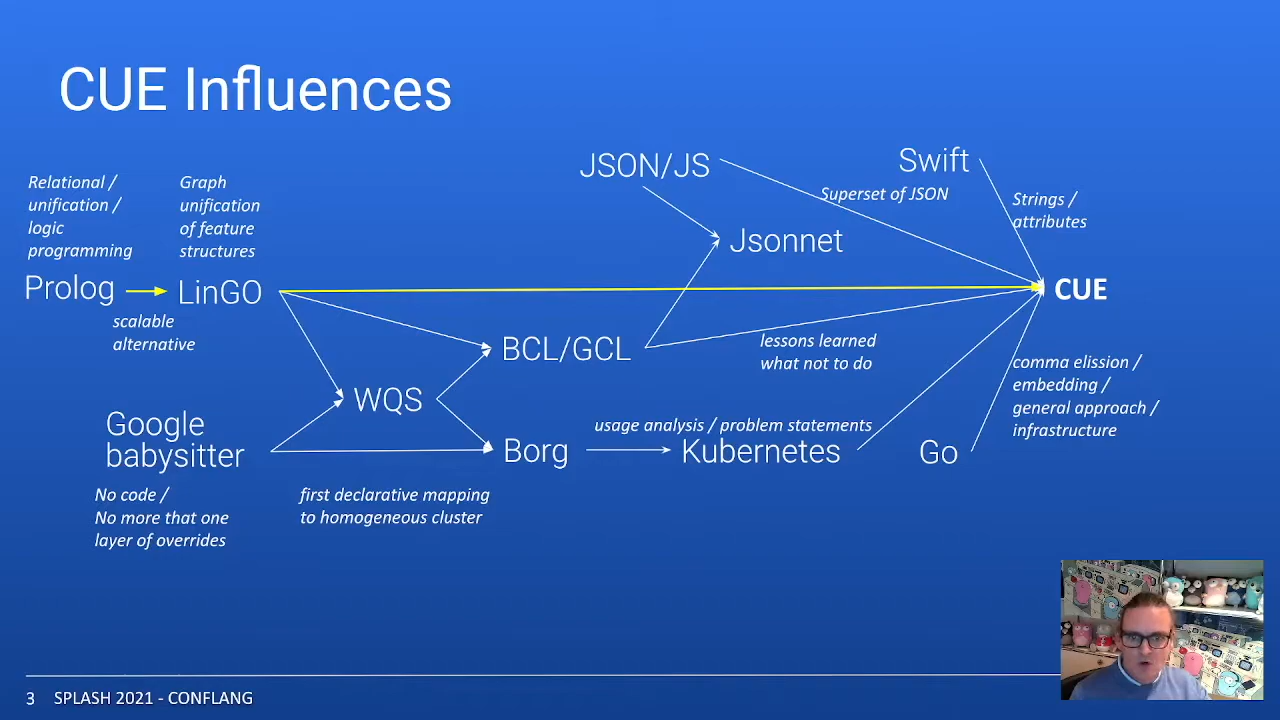 CUE Influences
Relational /
unification /
logic
programming
Graph
unification
of feature
structures
JSON/JS
Swift
Superset of JSON
Strings /
attributes
Jsonnet
Prolog
LinGO
CUE
scalable
alternative
BCL/GCL
lessons learned
what not to do
comma elission /
embedding /
general approach /
infrastructure
WQS
Google
babysitter
usage analysis / problem statements
Borg
Kubernetes
Go
No code /
No more that one
layer of overrides
first declarative mapping
to homogeneous cluster
3 SPLASH 2021 - CONFLANG